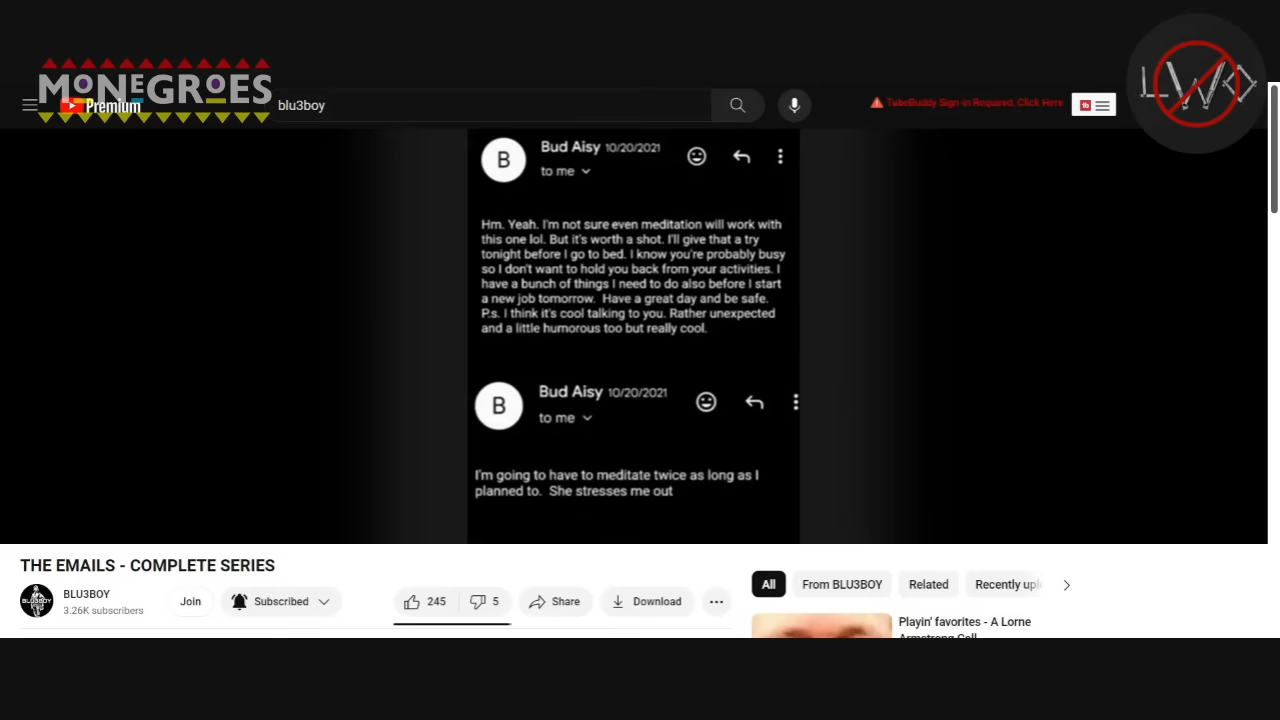 MONEGROES
Premium
blu3boy
TubeBuddy Sign-in Required, Click Here
LWR
Bud Aisy 10/20/2021
to me
B
Hm. Yeah. I'm not sure even meditation will work with
this one lol. But it's worth a shot. I'll give that a try
tonight before I go to bed. I know you're probably busy
so I don't want to hold you back from your activities. I
have a bunch of things I need to do also before I start
a new job tomorrow. Have a great day and be safe.
P.s. I think it's cool talking to you. Rather unexpected
and a little humorous too but really cool.
Bud Aisy 10/20/2021
B
to me
I'm going to have to meditate twice as long as I
planned to. She stresses me out
THE EMAILS - COMPLETE SERIES
BLU3BOY
3.26K subscribers
Join
Subscribed
245
5
Share
Download
All
From BLU3BOY
Related
Recently upl
Playin' favorites - A Lorne
Armstrong Call